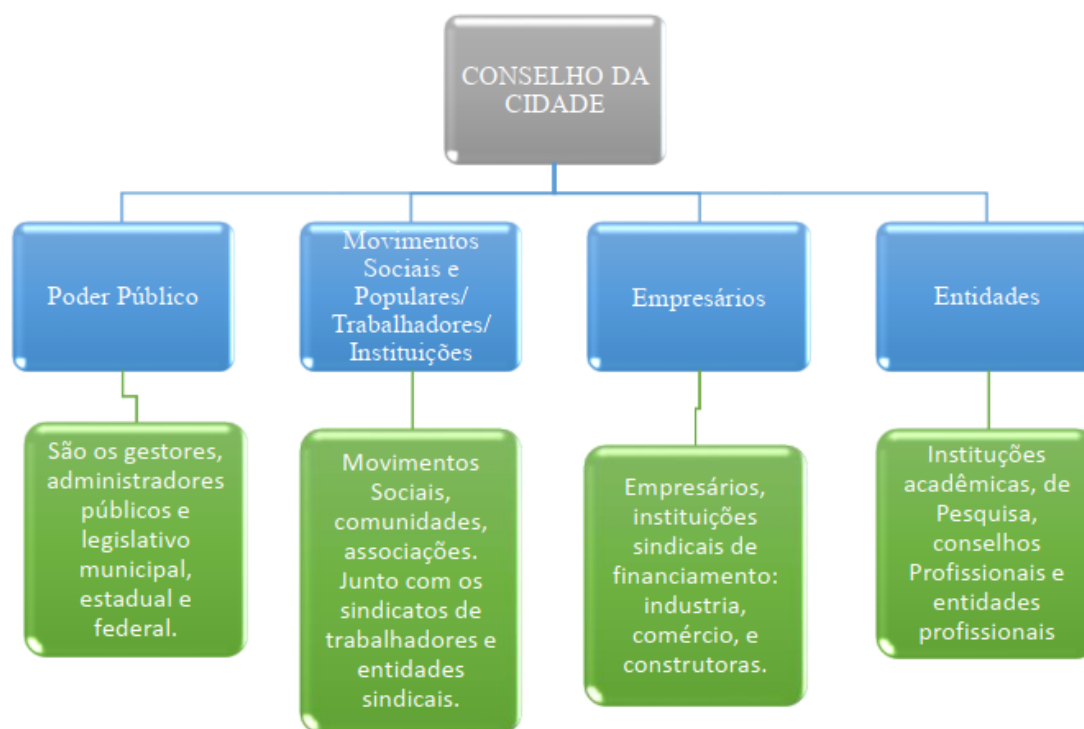 CONSELHO DA
CIDADE
Poder Público
Movimentos
Sociais e
Populares/
Trabalhadores/
Instituições
Empresários
Entidades
São os gestores,
administradores
públicos e
legislativo
municipal,
estadual e
federal.
Movimentos
Sociais,
comunidades,
associações.
Junto com os
sindicatos de
trabalhadores e
entidades
sindicais.
Empresários,
instituições
sindicais de
financiamento:
industria,
comércio, e
construtoras.
Instituções
acadêmicas, de
Pesquisa,
conselhos
Profissionais e
entidades
profissionais